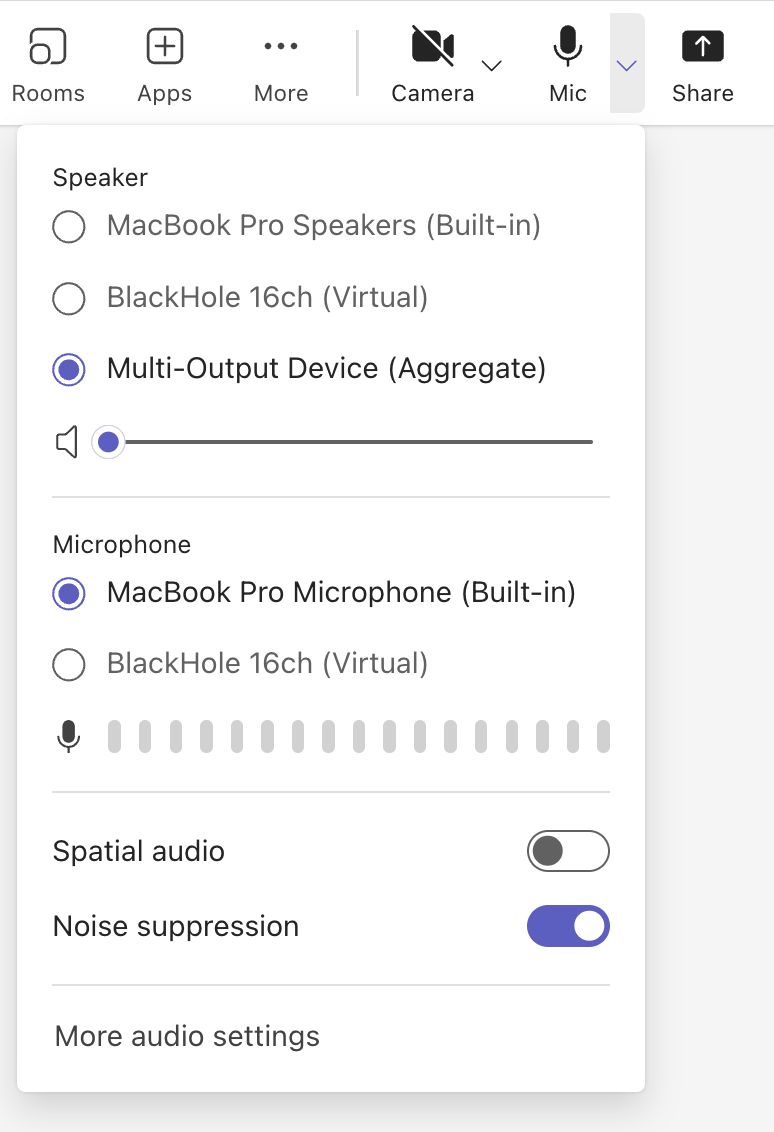 Rooms Apps More Camera Mic Share
Speaker
MacBook Pro Speakers (Built-in)
BlackHole 16ch (Virtual)
Multi-Output Device (Aggregate)
Microphone
MacBook Pro Microphone (Built-in)
BlackHole 16ch (Virtual)
Spatial audio
Noise suppression
More audio settings